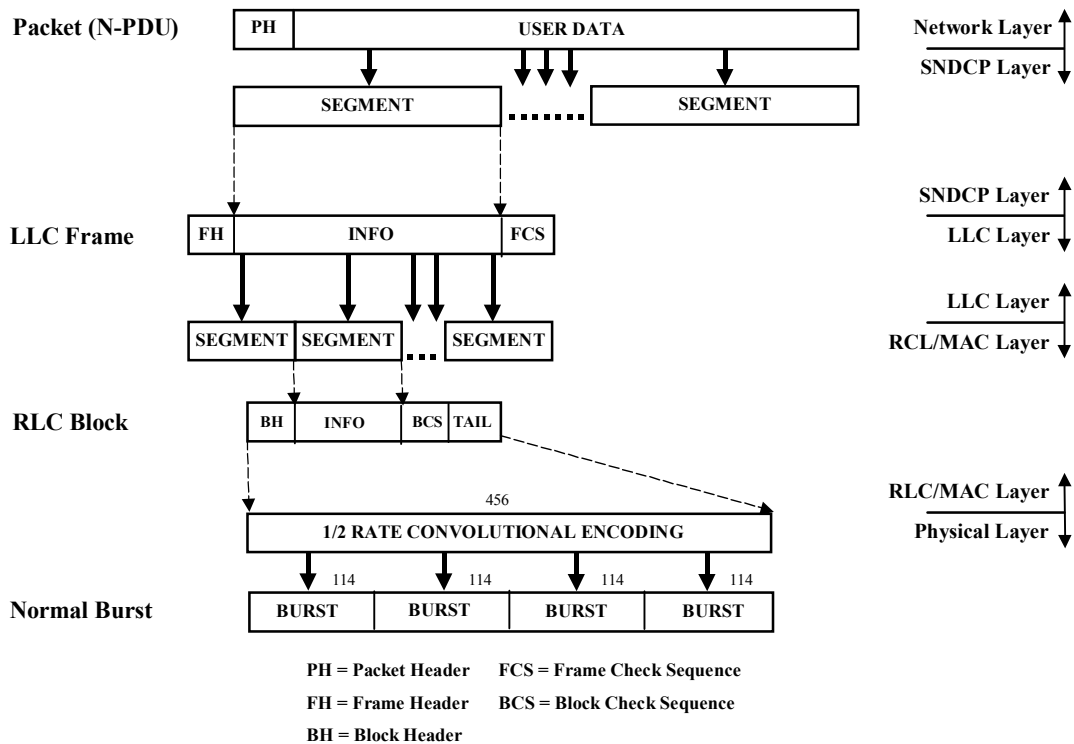 Packet (N-PDU)
PH
USER DATA
Network Layer
SNDCP Layer
SEGMENT
SEGMENT
SNDCP Layer
LLC Frame
FH
INFO
FCS
LLC Layer
LLC Layer
SEGMENT
SEGMENT
SEGMENT
RCL/MAC Layer
RLC Block
BH
INFO
BCS
TAIL
456
RLC/MAC Layer
1/2 RATE CONVOLUTIONAL ENCODING
Physical Layer
114
114
114
114
Normal Burst
BURST
BURST
BURST
BURST
PH = Packet Header
FCS = Frame Check Sequence
FH = Frame Header
BCS = Block Check Sequence
BH = Block Header